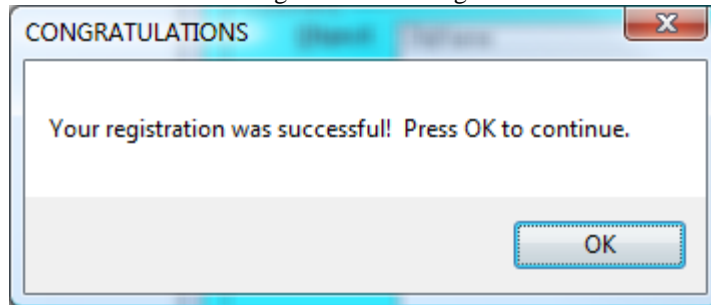 CONGRATULATIONS
Your registration was successful! Press OK to continue.
OK